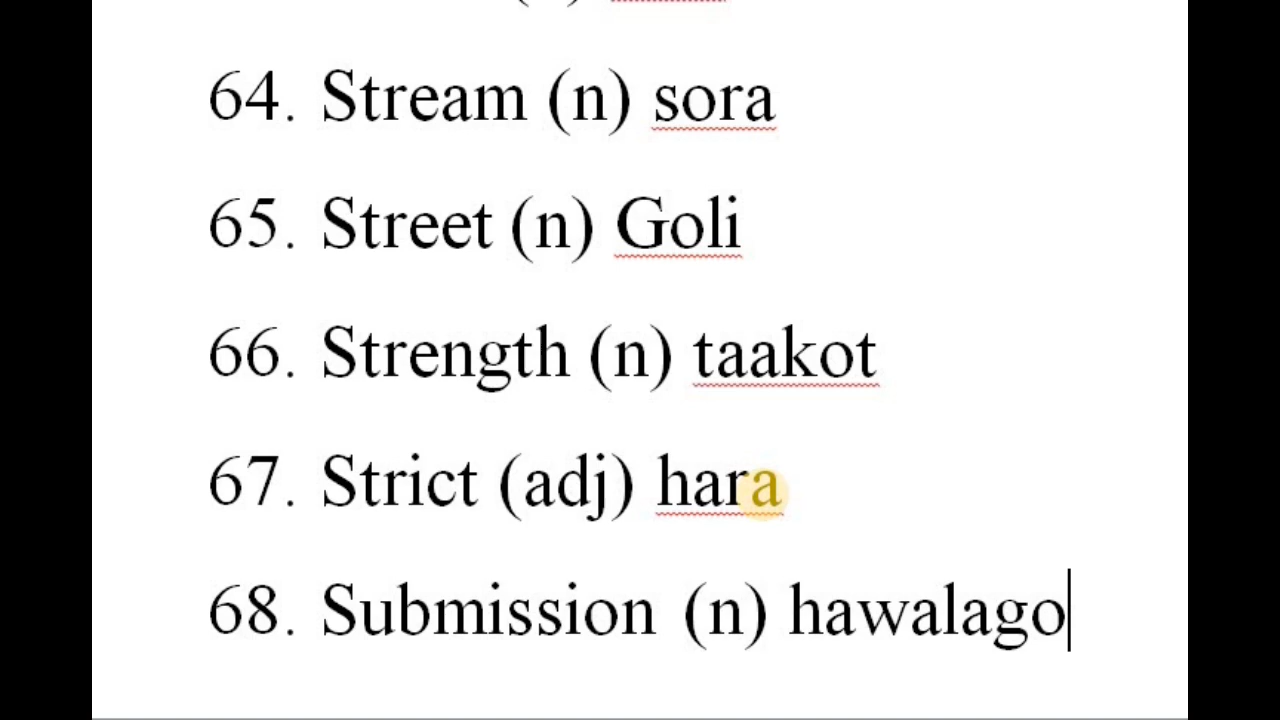 64. Stream (n) sora
65. Street (n) Goli
66. Strength (n) taakot
67. Strict (adj) hara
68. Submission (n) hawalago